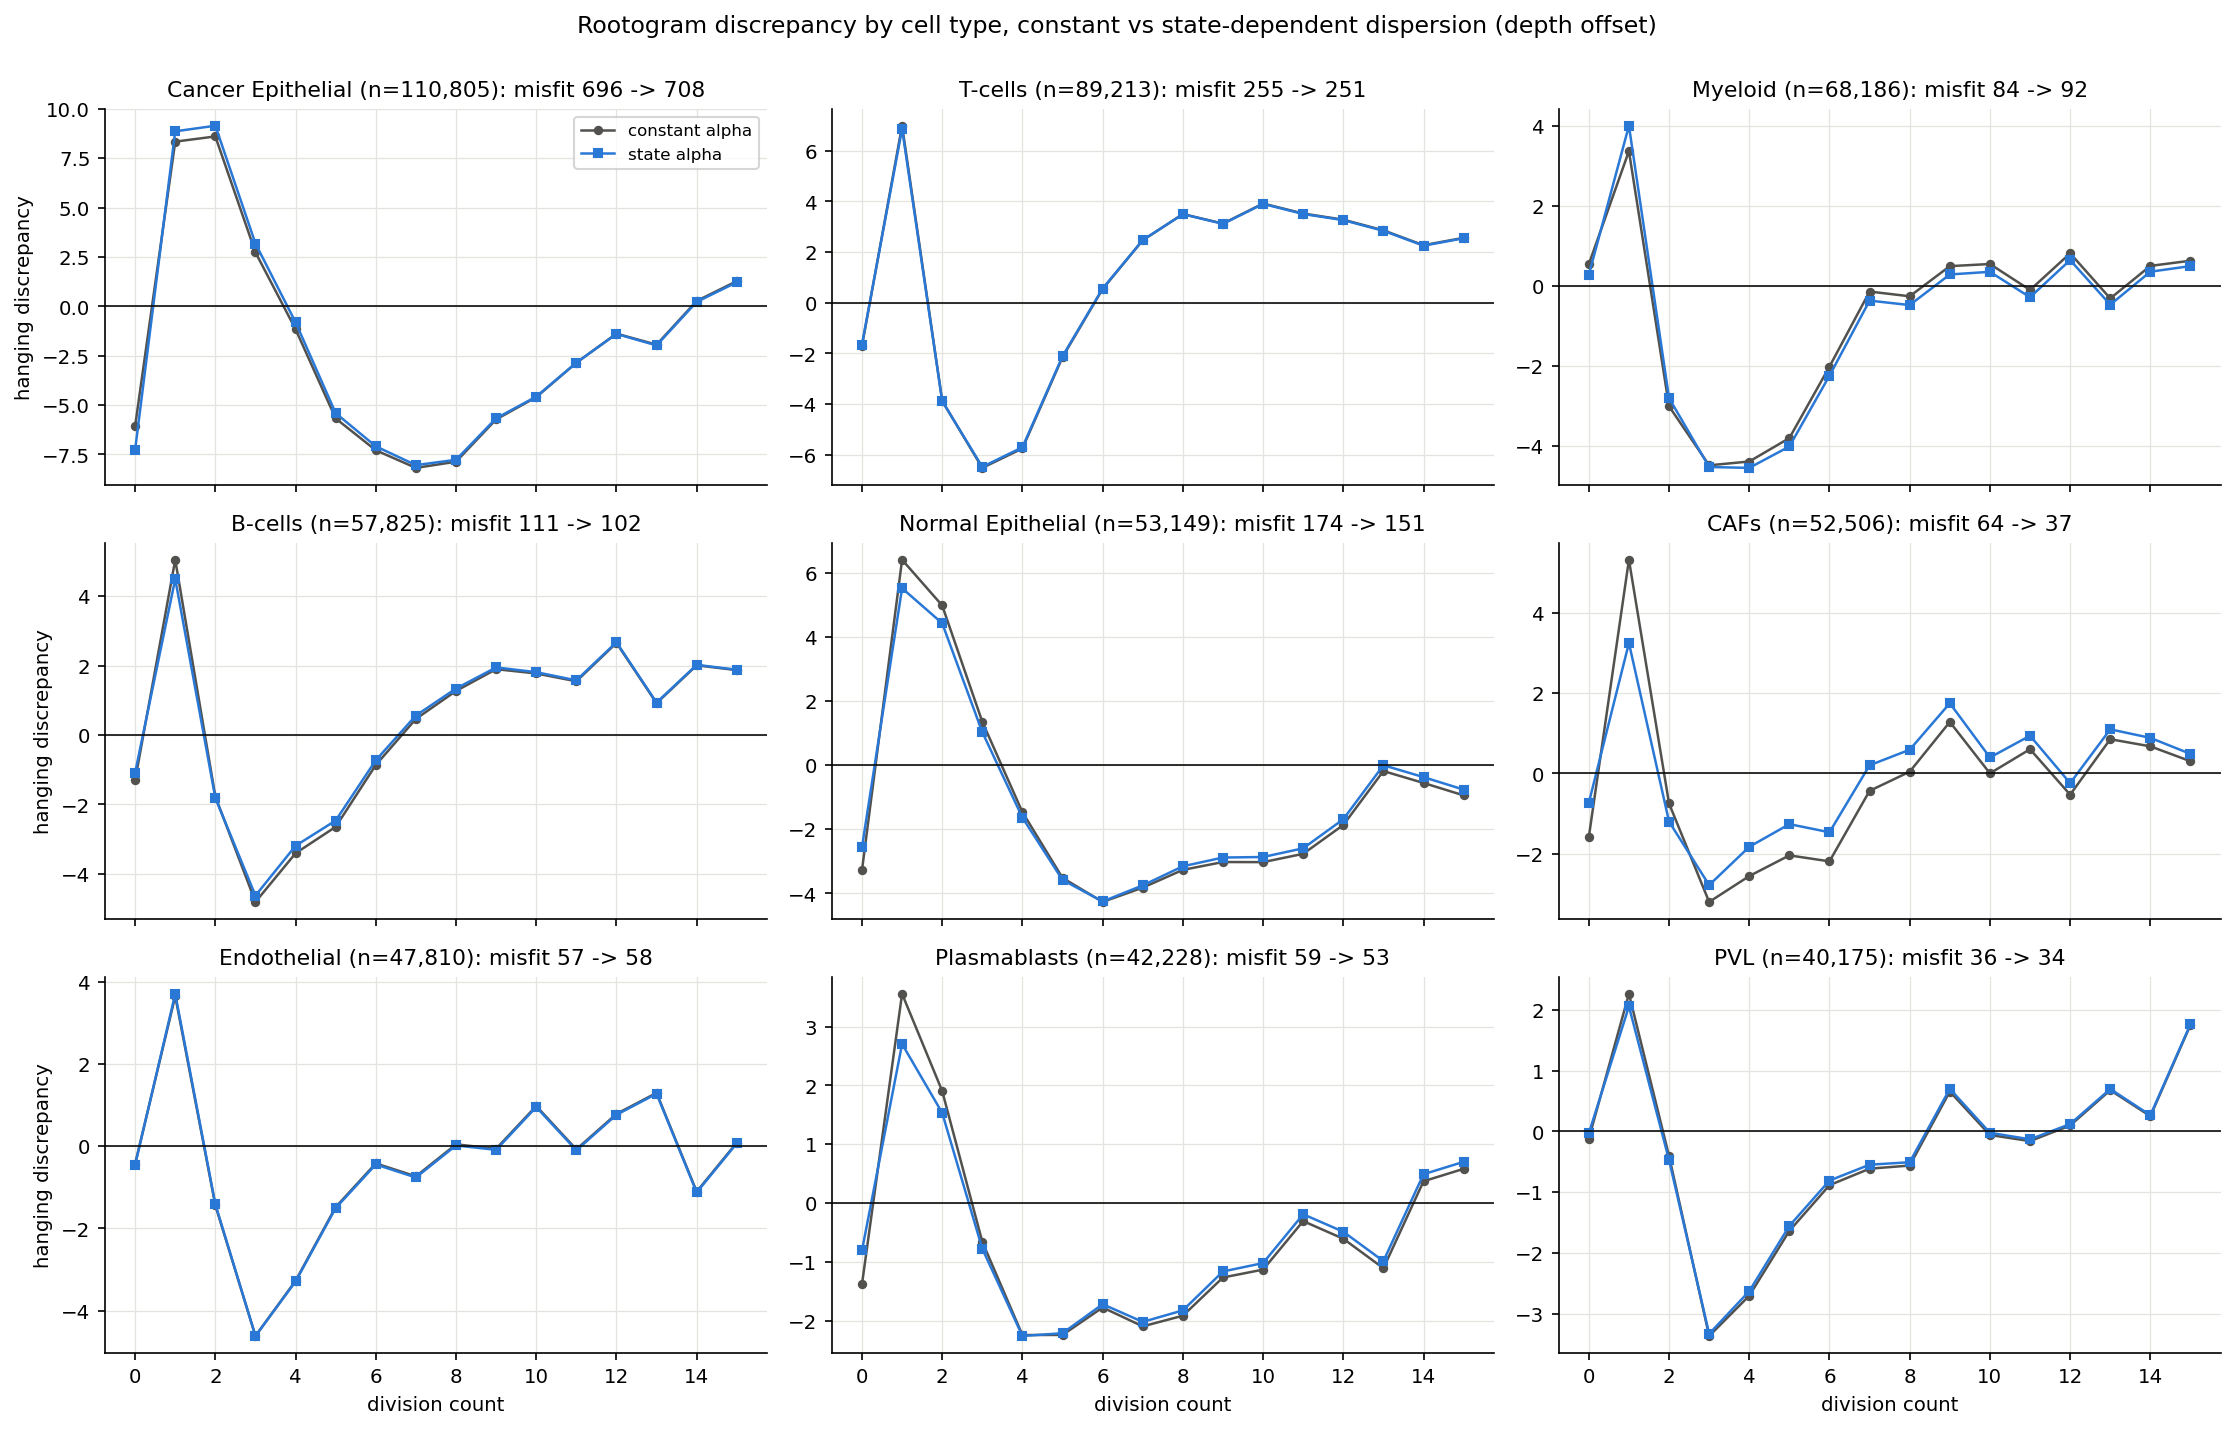 Rootogram discrepancy by cell type, constant vs state-dependent dispersion (depth offset)
Cancer Epithelial (n=110,805): misfit 696 -> 708
T-cells (n=89,213): misfit 255 -> 251
Myeloid (n=68,186): misfit 84 -> 92
hanging discrepancy
10.0
7.5
5.0
2.5
0.0
−2.5
−5.0
−7.5
constant alpha
state alpha
6
4
2
0
−2
−4
−6
4
2
0
−2
−4
B-cells (n=57,825): misfit 111 -> 102
Normal Epithelial (n=53,149): misfit 174 -> 151
CAFs (n=52,506): misfit 64 -> 37
hanging discrepancy
4
2
0
−2
−4
6
4
2
0
−2
−4
4
2
0
−2
Endothelial (n=47,810): misfit 57 -> 58
Plasmablasts (n=42,228): misfit 59 -> 53
PVL (n=40,175): misfit 36 -> 34
hanging discrepancy
4
2
0
−2
−4
3
2
1
0
−1
−2
2
1
0
−1
−2
−3
0 2 4 6 8 10 12 14
0 2 4 6 8 10 12 14
0 2 4 6 8 10 12 14
division count
division count
division count